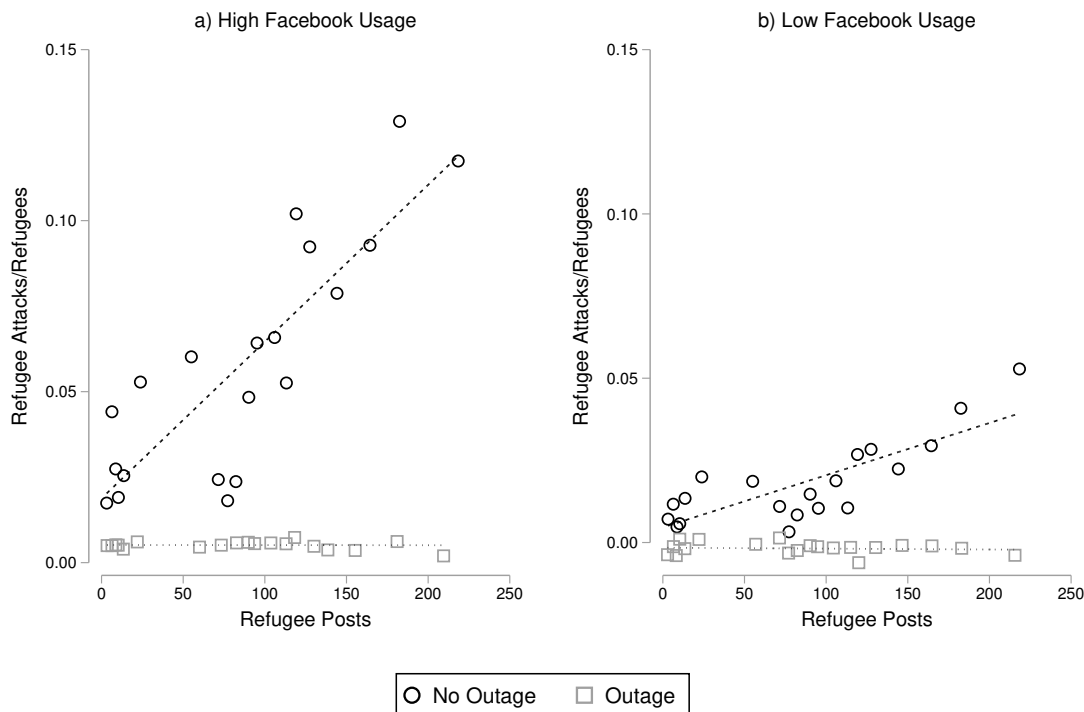 a) High Facebook Usage
b) Low Facebook Usage
0.15
0.10
0.05
0.00
Refugee Attacks/Refugees
0 50 100 150 200 250
Refugee Posts
0.15
0.10
0.05
0.00
Refugee Attacks/Refugees
0 50 100 150 200 250
Refugee Posts
No Outage Outage